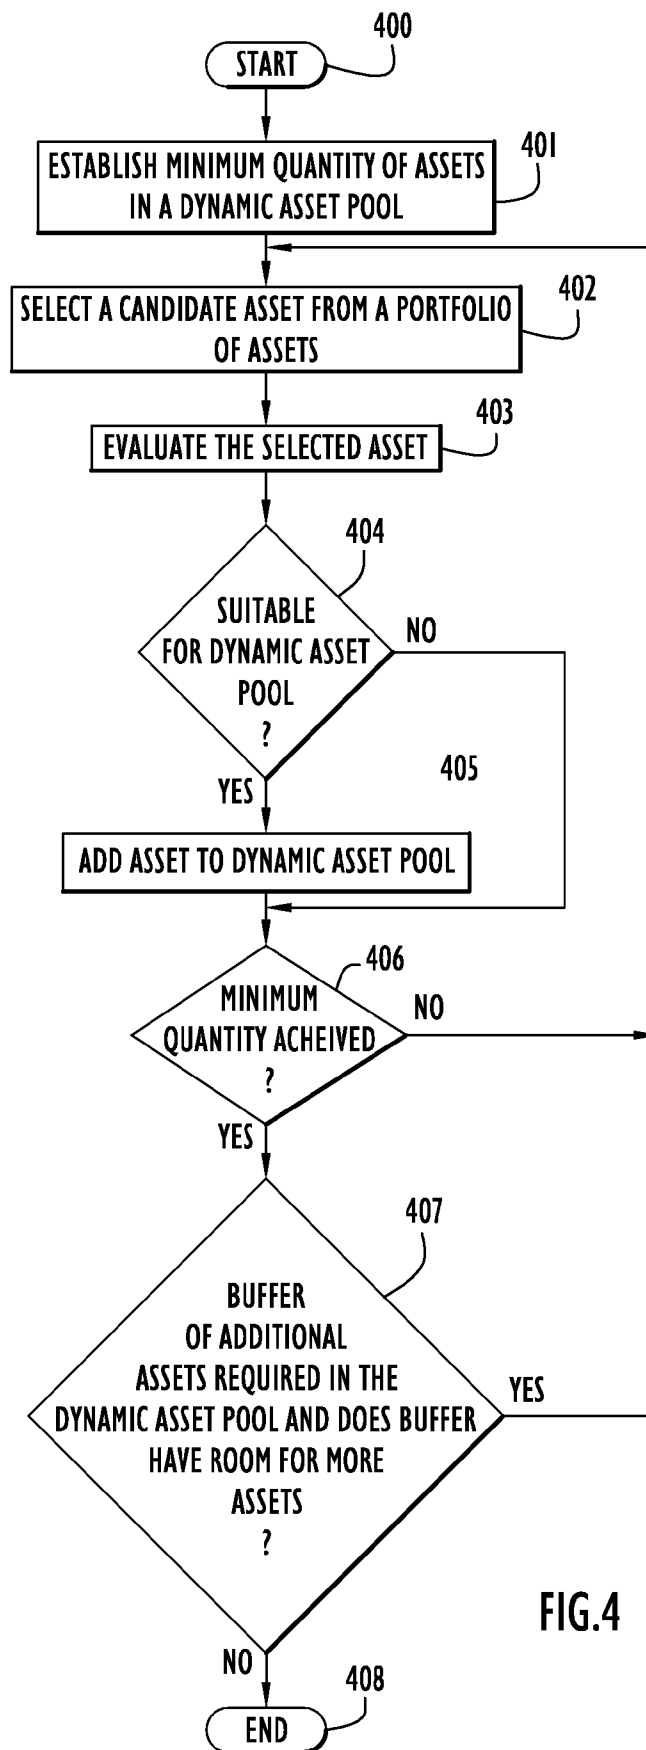 400
START
401
ESTABLISH MINIMUM QUANTITY OF ASSETS
IN A DYNAMIC ASSET POOL
402
SELECT A CANDIDATE ASSET FROM A PORTFOLIO
OF ASSETS
403
EVALUATE THE SELECTED ASSET
404
SUITABLE
FOR DYNAMIC ASSET
POOL
?
NO
YES
405
ADD ASSET TO DYNAMIC ASSET POOL
406
MINIMUM
QUANTITY ACHEIVED
?
NO
YES
407
BUFFER
OF ADDITIONAL
ASSETS REQUIRED IN THE
DYNAMIC ASSET POOL AND DOES BUFFER
HAVE ROOM FOR MORE
ASSETS
?
YES
NO
FIG.4
408
END